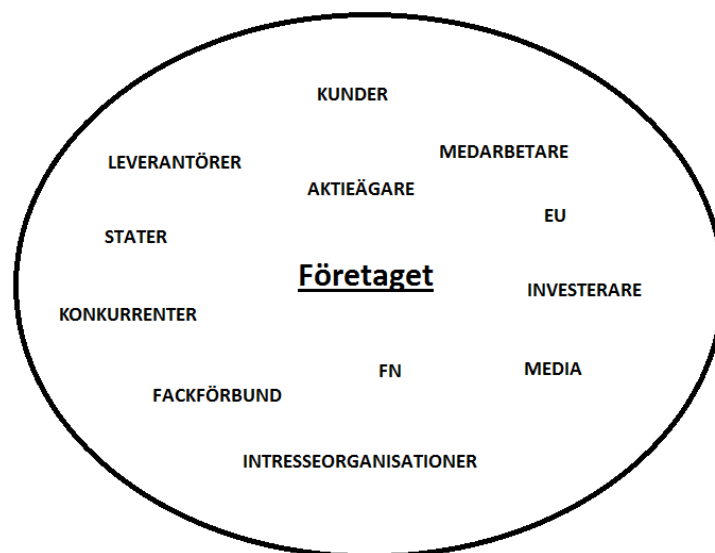 KUNDER
MEDARBETARE
LEVERANTÖRER
AKTIEÄGARE
EU
STATER
Företaget
INVESTERARE
KONKURRENTER
FN
MEDIA
FACKFÖRBUND
INTRESSEORGANISATIONER